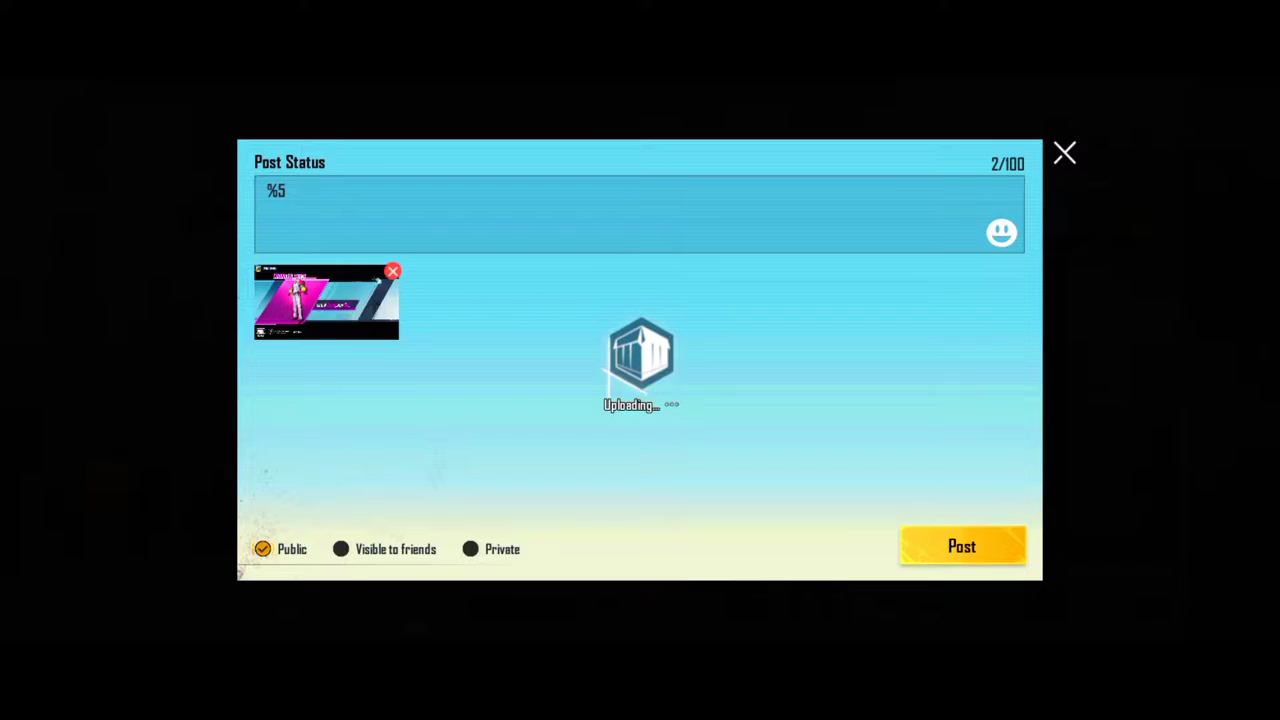 Post Status
2/100
%5
Uploading...
Public
Visible to friends
Private
Post